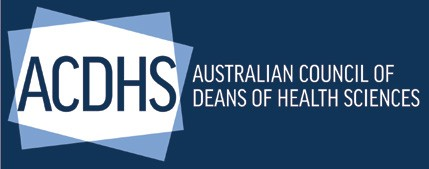 ACDHS
AUSTRALIAN COUNCIL OF
DEANS OF HEALTH SCIENCES